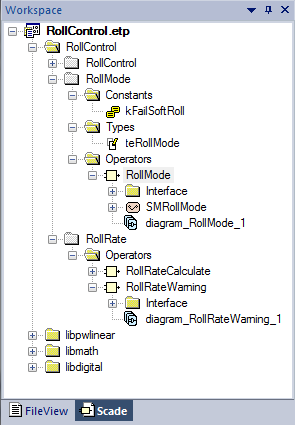 Workspace
RollControl.etp
RollControl
RollControl
RollMode
Constants
kFailSoftRoll
Types
teRollMode
Operators
RollMode
Interface
SMRollMode
diagram_RollMode_1
RollRate
Operators
RollRateCalculate
RollRateWarning
Interface
diagram_RollRateWarning_1
libpwlinear
libmath
libdigital
FileView Scade